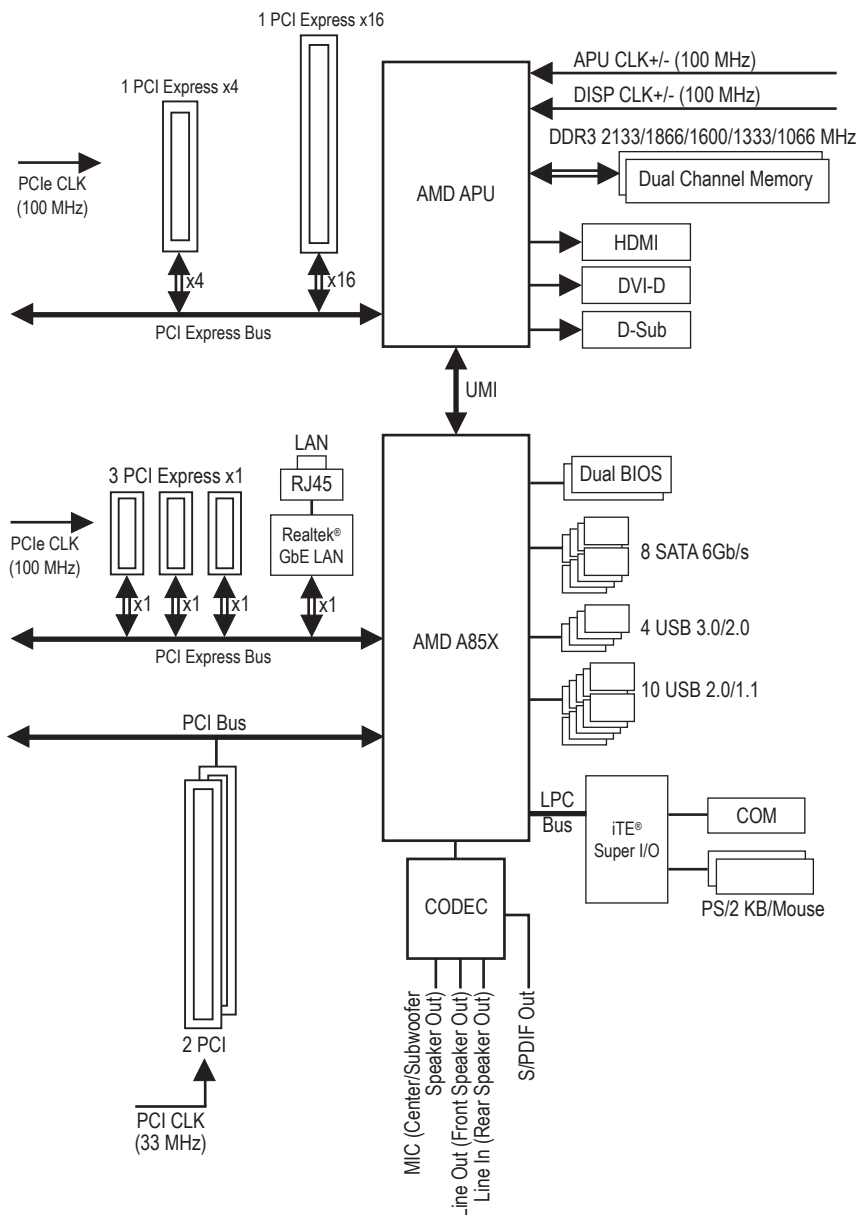 1 PCI Express x16
1 PCI Express x4
PCIe CLK
(100 MHz)
x4
x16
PCI Express Bus
AMD APU
APU CLK+/- (100 MHz)
DISP CLK+/- (100 MHz)
DDR3 2133/1866/1600/1333/1066 MHz
Dual Channel Memory
HDMI
DVI-D
D-Sub
UMI
LAN
RJ45
3 PCI Express x1
Realtek®
GbE LAN
PCIe CLK
(100 MHz)
x1
x1
x1
x1
PCI Express Bus
AMD A85X
Dual BIOS
8 SATA 6Gb/s
4 USB 3.0/2.0
10 USB 2.0/1.1
PCI Bus
LPC
Bus
iTE®
Super I/O
COM
PS/2 KB/Mouse
CODEC
MIC (Center/Subwoofer
Speaker Out)
Line Out (Front Speaker Out)
Line In (Rear Speaker Out)
S/PDIF Out
2 PCI
PCI CLK
(33 MHz)